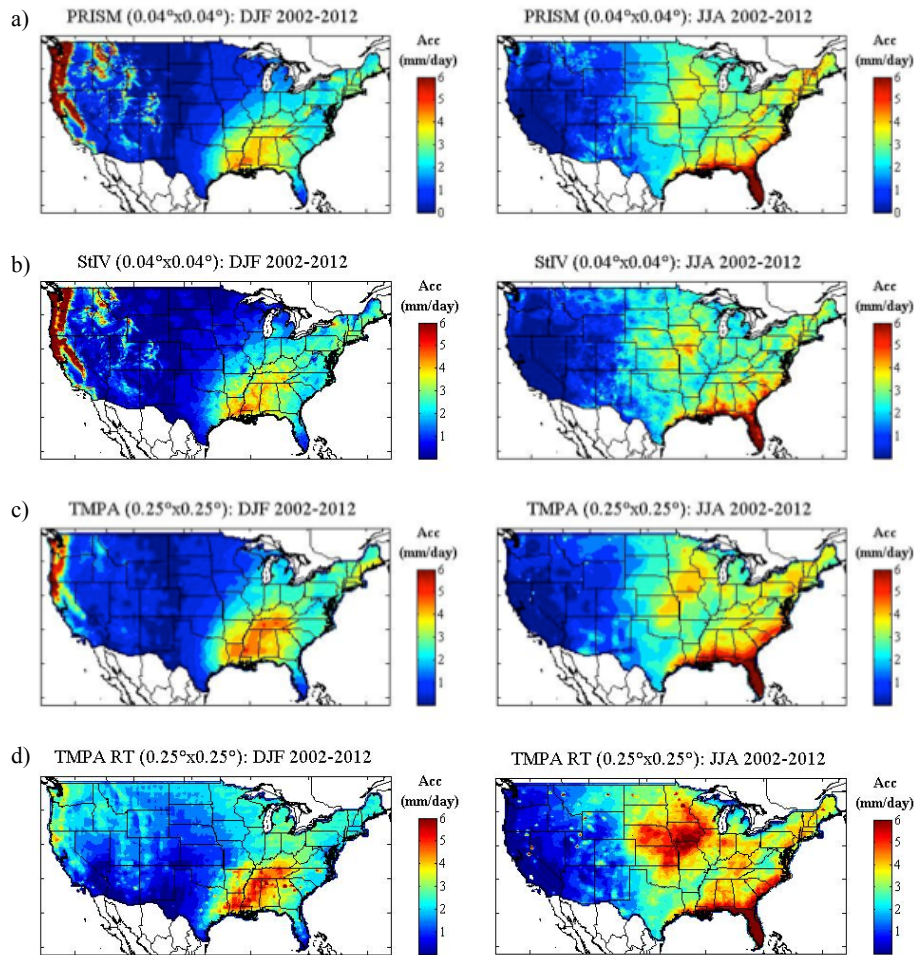 a)
PRISM (0.04°x0.04°): DJF 2002-2012
Acc
(mm/day)
6
5
4
3
2
1
0
PRISM (0.04°x0.04°): JJA 2002-2012
Acc
(mm/day)
6
5
4
3
2
1
0
b)
StIV (0.04°x0.04°): DJF 2002-2012
Acc
(mm/day)
6
5
4
3
2
1
StIV (0.04°x0.04°): JJA 2002-2012
Acc
(mm/day)
6
5
4
3
2
1
c)
TMPA (0.25°x0.25°): DJF 2002-2012
Acc
(mm/day)
6
5
4
3
2
1
TMPA (0.25°x0.25°): JJA 2002-2012
Acc
(mm/day)
6
5
4
3
2
1
d)
TMPA RT (0.25°x0.25°): DJF 2002-2012
Acc
(mm/day)
6
5
4
3
2
1
TMPA RT (0.25°x0.25°): JJA 2002-2012
Acc
(mm/day)
6
5
4
3
2
1